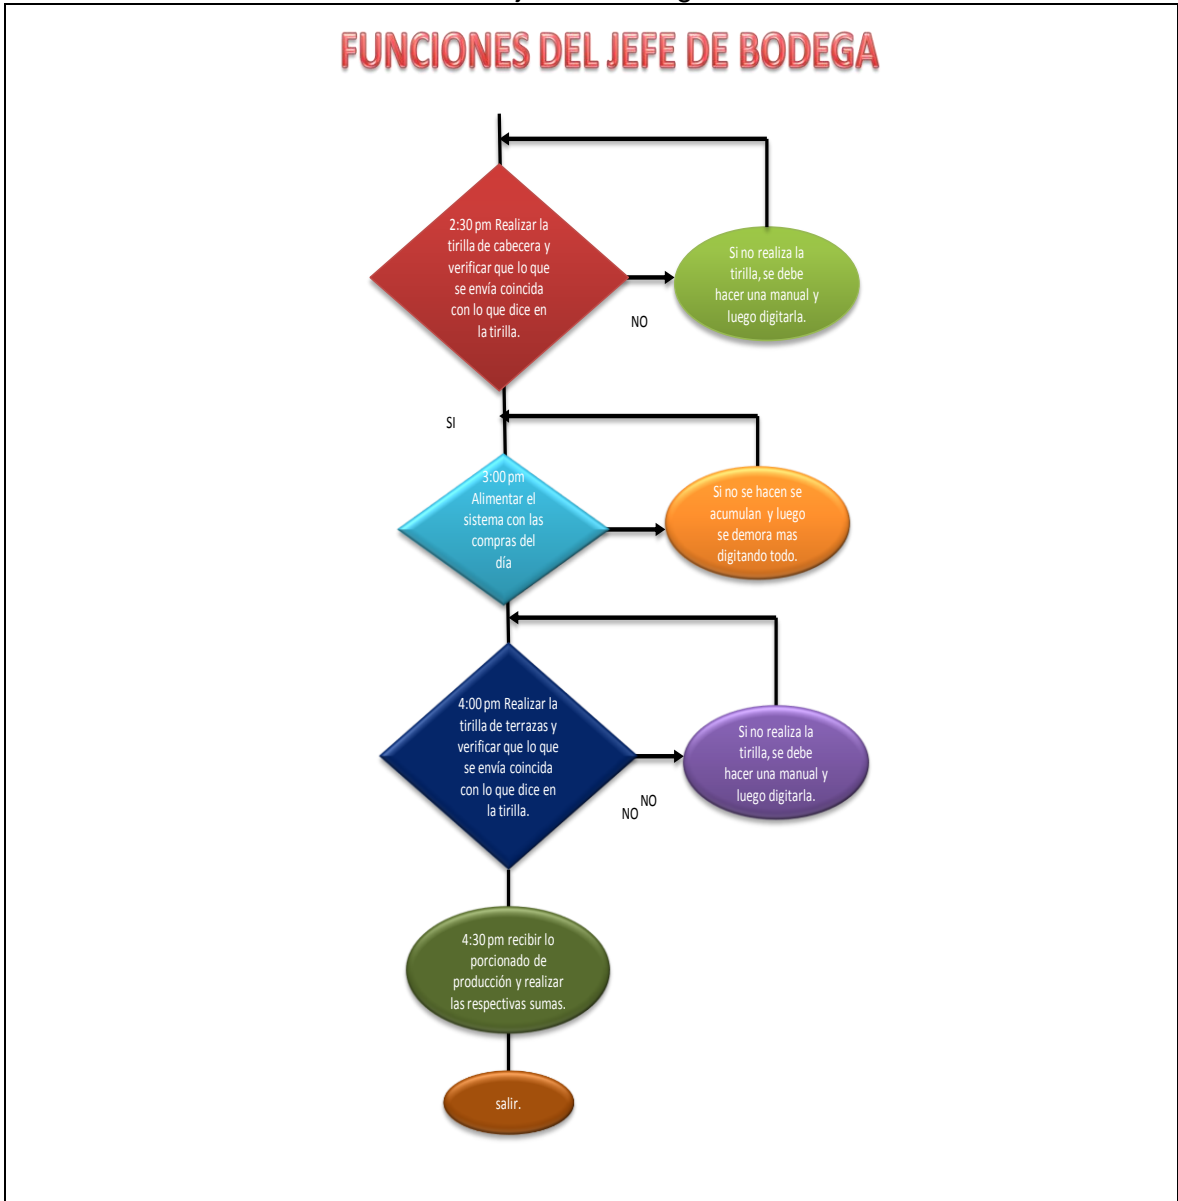 FUNCIONES DEL JEFE DE BODEGA
2:30 pm Realizar la
tirilla de cabecera y
verificar que lo que
se envía coincida
con lo que dice en
la tirilla.
Si no realiza la
tirilla, se debe
hacer una manual y
luego digitarla.
NO
SI
3:00 pm
Alimentar el
sistema con las
compras del
día
Si no se hacen se
acumulan y luego
se demora mas
digitando todo.
4:00 pm Realizar la
tirilla de terrazas y
verificar que lo que
se envía coincida
con lo que dice en
la tirilla.
Si no realiza la
tirilla, se debe
hacer una manual y
luego digitarla.
NO
NO
4:30 pm recibir lo
porcionado de
producción y realizar
las respectivas sumas.
salir.